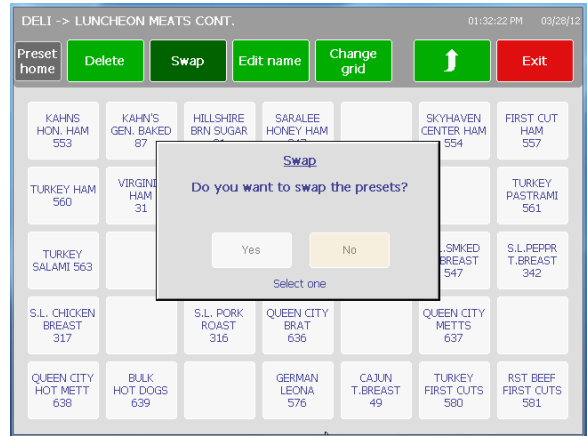 DELI -> LUNCHEON MEATS CONT.
01:32:22 PM 03/28/12
Preset
home
Delete
Swap
Edit name
Change
grid
Exit
KAHNS
HON. HAM
553
KAHN'S
GEN. BAKED
87
HILLSHIRE
BRN SUGAR
SARALEE
HONEY HAM
SKYHAVEN
CENTER HAM
554
FIRST CUT
HAM
557
Swap
Do you want to swap the presets?
Yes
No
Select one
TURKEY HAM
560
HAM
31
TURKEY
PASTRAMI
561
TURKEY
SALAMI 563
547
S.L.PEPPR
T.BREAST
342
S.L. CHICKEN
BREAST
317
S.L. PORK
ROAST
316
QUEEN CITY
BRAT
636
QUEEN CITY
METTS
637
QUEEN CITY
HOT METT
638
BULK
HOT DOGS
639
GERMAN
LEONA
576
CAJUN
T.BREAST
49
TURKEY
FIRST CUTS
580
RST BEEF
FIRST CUTS
581